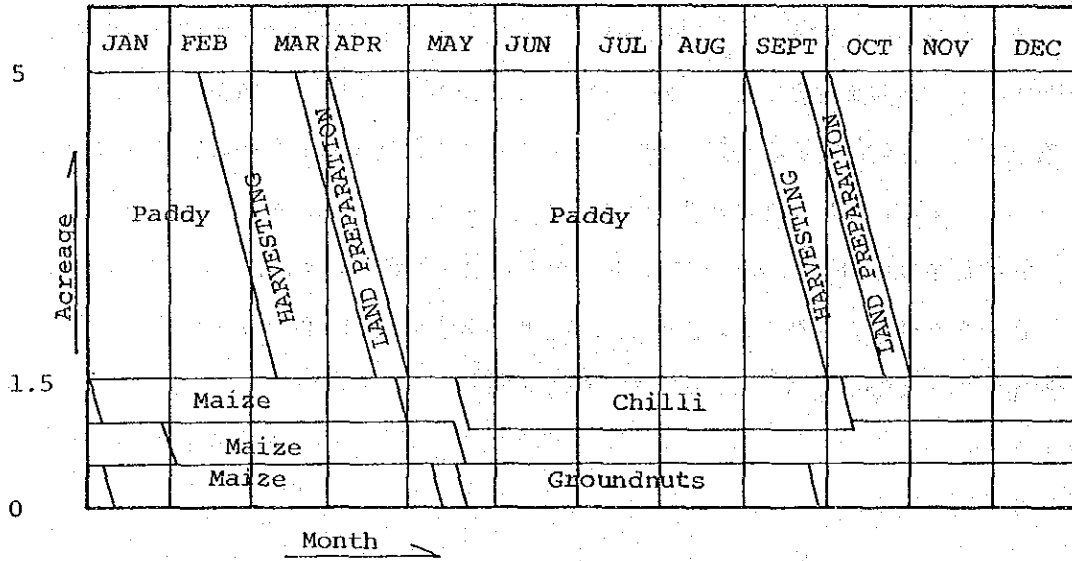 JAN FEB MAR APR MAY JUN JUL AUG SEPT OCT NOV DEC
5
Acreage
Paddy
HARVESTING
LAND PREPARATION
Paddy
HARVESTING
LAND PREPARATION
1.5
Maize Chilli
Maize
Maize Groundnuts
0
Month